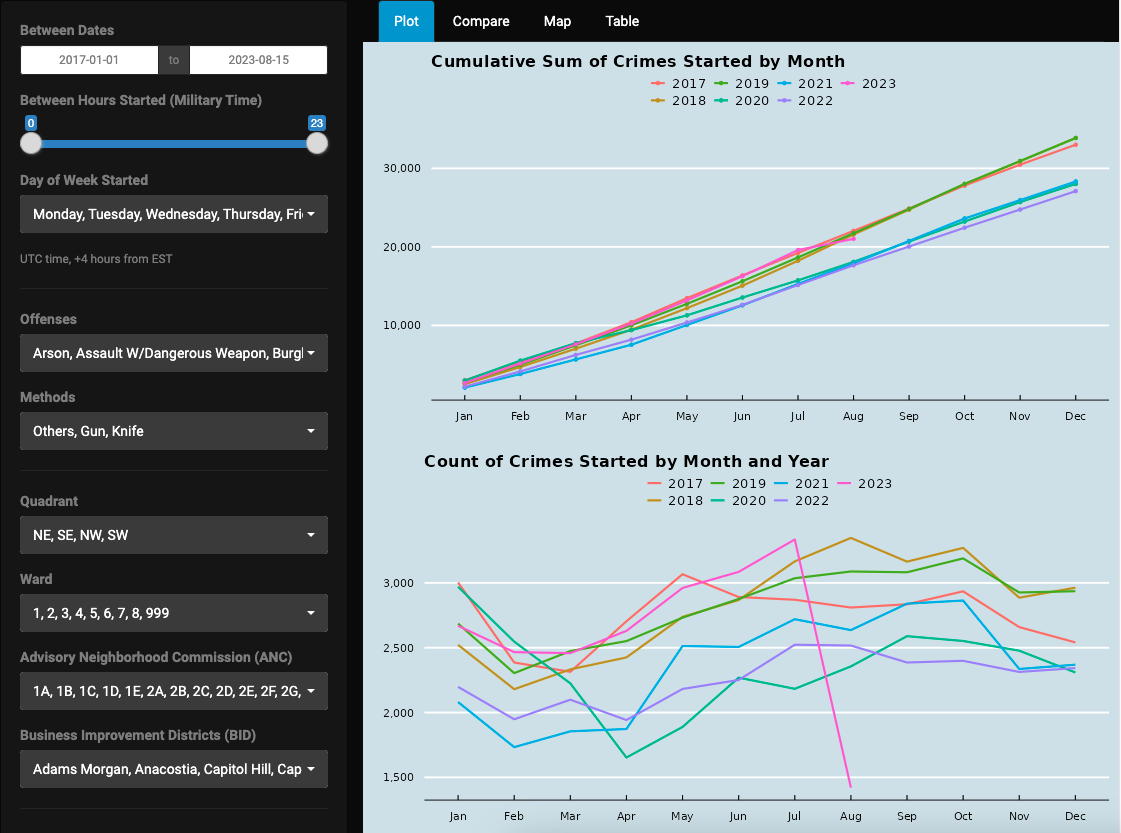 Between Dates
2017-01-01 to 2023-08-15
Between Hours Started (Military Time)
0 23
Day of Week Started
Monday, Tuesday, Wednesday, Thursday, Fri
UTC time, +4 hours from EST
Offenses
Arson, Assault W/Dangerous Weapon, Burgl
Methods
Others, Gun, Knife
Quadrant
NE, SE, NW, SW
Ward
1, 2, 3, 4, 5, 6, 7, 8, 999
Advisory Neighborhood Commission (ANC)
1A, 1B, 1C, 1D, 1E, 2A, 2B, 2C, 2D, 2E, 2F, 2G,
Business Improvement Districts (BID)
Adams Morgan, Anacostia, Capitol Hill, Cap
Plot Compare Map Table
Cumulative Sum of Crimes Started by Month
2017 2019 2021 2023
2018 2020 2022
30,000
20,000
10,000
Jan Feb Mar Apr May Jun Jul Aug Sep Oct Nov Dec
Count of Crimes Started by Month and Year
2017 2019 2021 2023
2018 2020 2022
3,000
2,500
2,000
1,500
Jan Feb Mar Apr May Jun Jul Aug Sep Oct Nov Dec